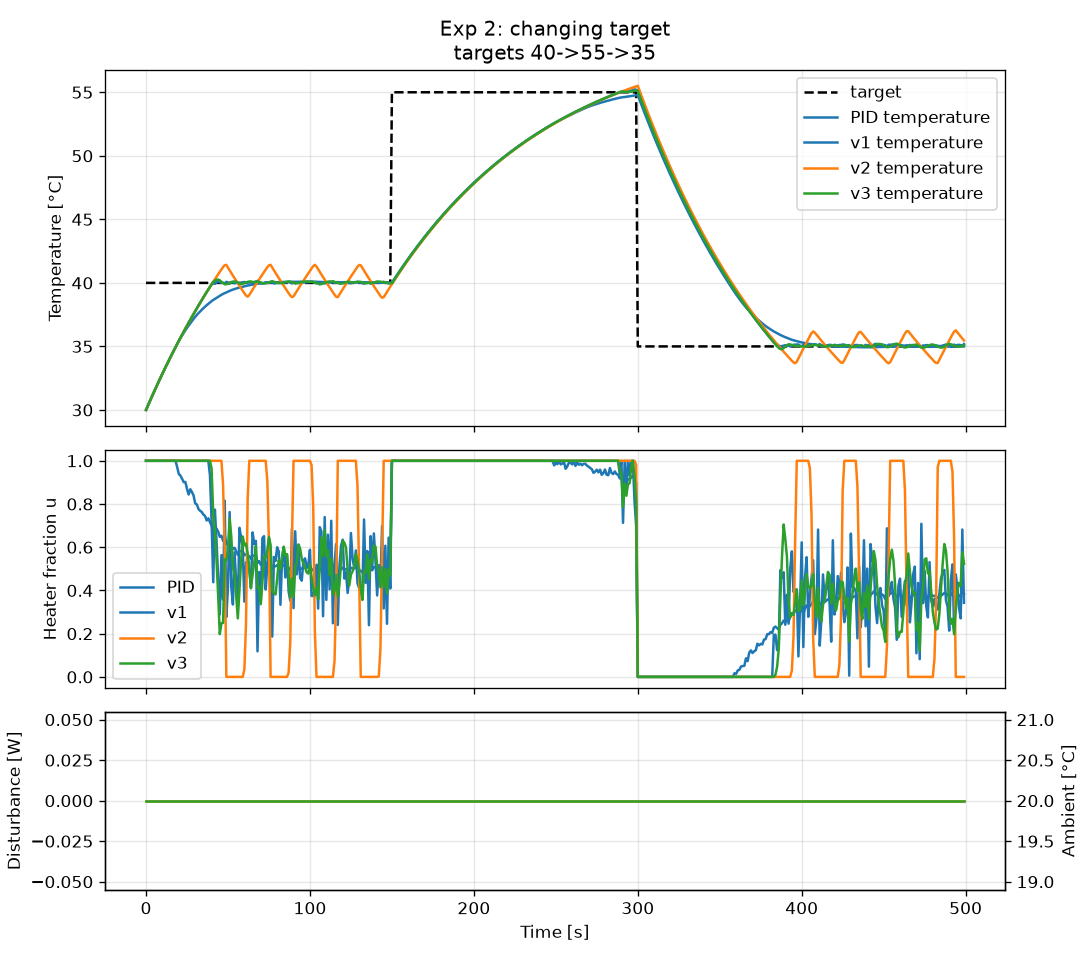 Exp 2: changing target
targets 40->55->35
55
50
45
40
35
30
Temperature [°C]
target
PID temperature
v1 temperature
v2 temperature
v3 temperature
1.0
0.8
0.6
0.4
0.2
0.0
Heater fraction u
PID
v1
v2
v3
0.050
0.025
0.000
−0.025
−0.050
Disturbance [W]
21.0
20.5
20.0
19.5
19.0
Ambient [°C]
0 100 200 300 400 500
Time [s]